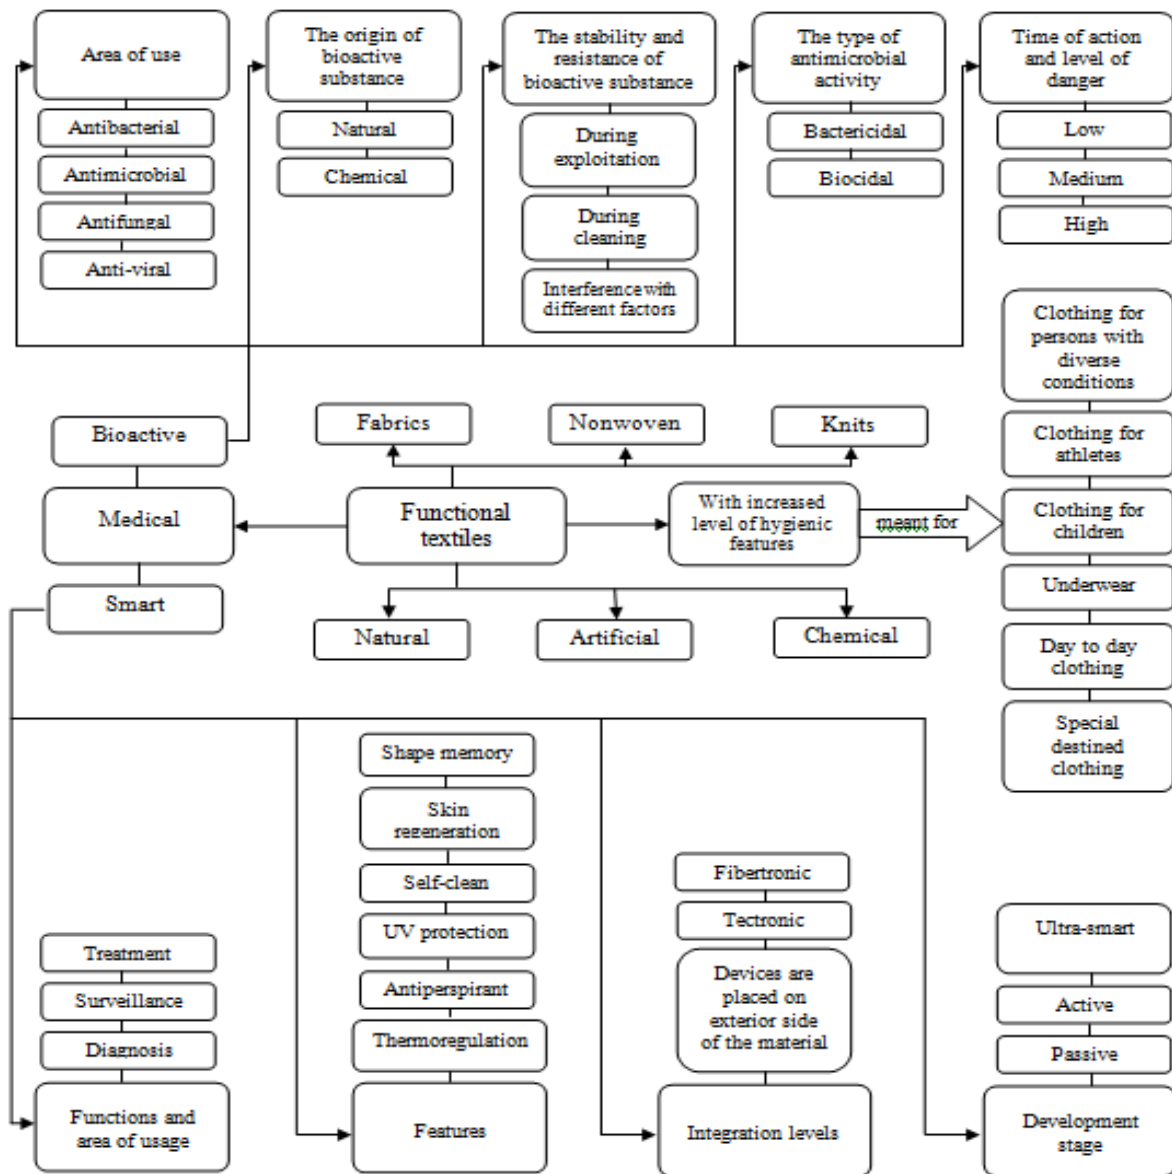 Area of use
The origin of
bioactive
substance
The stability and
resistance of
bioactive substance
The type of
antimicrobial
activity
Time of action
and level of
danger
Antibacterial
Antimicrobial
Antifungal
Anti-viral
Natural
Chemical
During
exploitation
During
cleaning
Interference with
different factors
Bactericidal
Biocidal
Low
Medium
High
Clothing for
persons with
diverse
conditions
Clothing for
athletes
Clothing for
children
Underwear
Day to day
clothing
Special
destined
clothing
Bioactive
Medical
Smart
Fabrics
Nonwoven
Knits
Functional
textiles
With increased
level of hygienic
features
meant for
Natural
Artificial
Chemical
Treatment
Surveillance
Diagnosis
Functions and
area of usage
Shape memory
Skin
regeneration
Self-clean
UV protection
Antiperspirant
Thermoregulation
Features
Fibertronic
Tectronic
Devices are
placed on
exterior side
of the material
Integration levels
Ultra-smart
Active
Passive
Development
stage